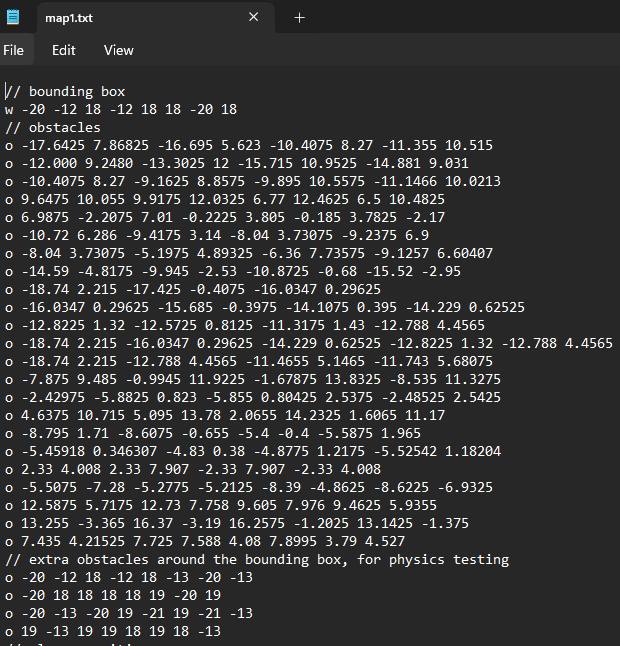 map1.txt
File Edit View
// bounding box
w -20 -12 18 -12 18 18 -20 18
// obstacles
o -17.6425 7.86825 -16.695 5.623 -10.4075 8.27 -11.355 10.515
o -12.000 9.2480 -13.3025 12 -15.715 10.9525 -14.881 9.031
o -10.4075 8.27 -9.1625 8.8575 -9.895 10.5575 -11.1466 10.0213
o 9.6475 10.055 9.9175 12.0325 6.77 12.4625 6.5 10.4825
o 6.9875 -2.2075 7.01 -0.2225 3.805 -0.185 3.7825 -2.17
o -10.72 6.286 -9.4175 3.14 -8.04 3.73075 -9.2375 6.9
o -8.04 3.73075 -5.1975 4.89325 -6.36 7.73575 -9.1257 6.60407
o -14.59 -4.8175 -9.945 -2.53 -10.8725 -0.68 -15.52 -2.95
o -18.74 2.215 -17.425 -0.4075 -16.0347 0.29625
o -16.0347 0.29625 -15.685 -0.3975 -14.1075 0.395 -14.229 0.62525
o -12.8225 1.32 -12.5725 0.8125 -11.3175 1.43 -12.788 4.4565
o -18.74 2.215 -16.0347 0.29625 -14.229 0.62525 -12.8225 1.32 -12.788 4.4565
o -18.74 2.215 -12.788 4.4565 -11.4655 5.1465 -11.743 5.68075
o -7.875 9.485 -0.9945 11.9225 -1.67875 13.8325 -8.535 11.3275
o -2.42975 -5.8825 0.823 -5.855 0.80425 2.5375 -2.48525 2.5425
o 4.6375 10.715 5.095 13.78 2.0655 14.2325 1.6065 11.17
o -8.795 1.71 -8.6075 -0.655 -5.4 -0.4 -5.5875 1.965
o -5.45918 0.346307 -4.83 0.38 -4.8775 1.2175 -5.52542 1.18204
o 2.33 4.008 2.33 7.907 -2.33 7.907 -2.33 4.008
o -5.5075 -7.28 -5.2775 -5.2125 -8.39 -4.8625 -8.6225 -6.9325
o 12.5875 5.7175 12.73 7.758 9.605 7.976 9.4625 5.9355
o 13.255 -3.365 16.37 -3.19 16.2575 -1.2025 13.1425 -1.375
o 7.435 4.21525 7.725 7.588 4.08 7.8995 3.79 4.527
// extra obstacles around the bounding box, for physics testing
o -20 -12 18 -12 18 -13 -20 -13
o -20 18 18 18 18 19 -20 19
o -20 -13 -20 19 -21 19 -21 -13
o 19 -13 19 19 18 19 18 -13